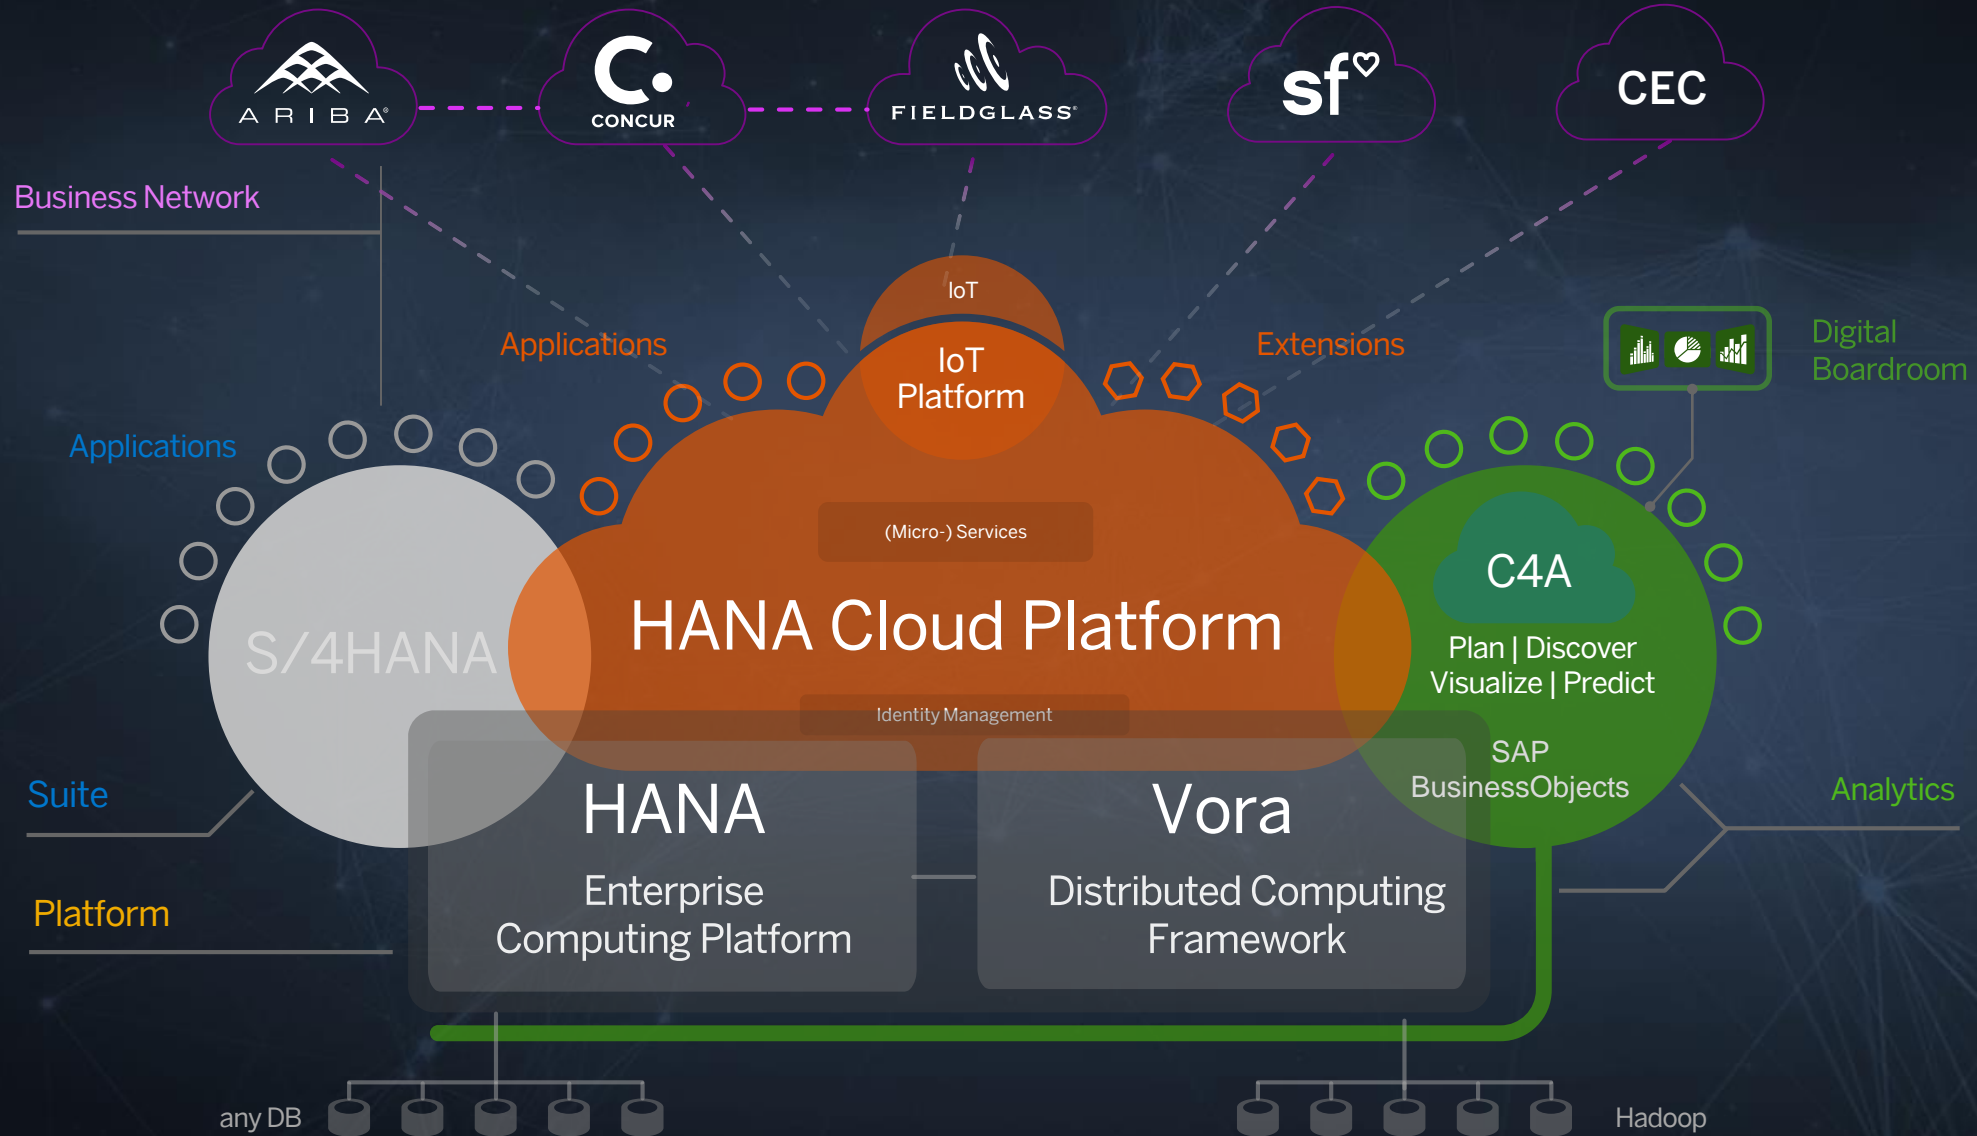 ARIBA®
CONCUR
FIELDGLASS®
sf
CEC
Business Network
IoT
Applications
IoT
Platform
Extensions
Digital
Boardroom
Applications
(Micro-) Services
C4A
S/4HANA
HANA Cloud Platform
Plan | Discover
Visualize | Predict
Identity Management
SAP
BusinessObjects
Suite
HANA
Vora
Analytics
Enterprise
Computing Platform
Distributed Computing
Framework
Platform
any DB
Hadoop